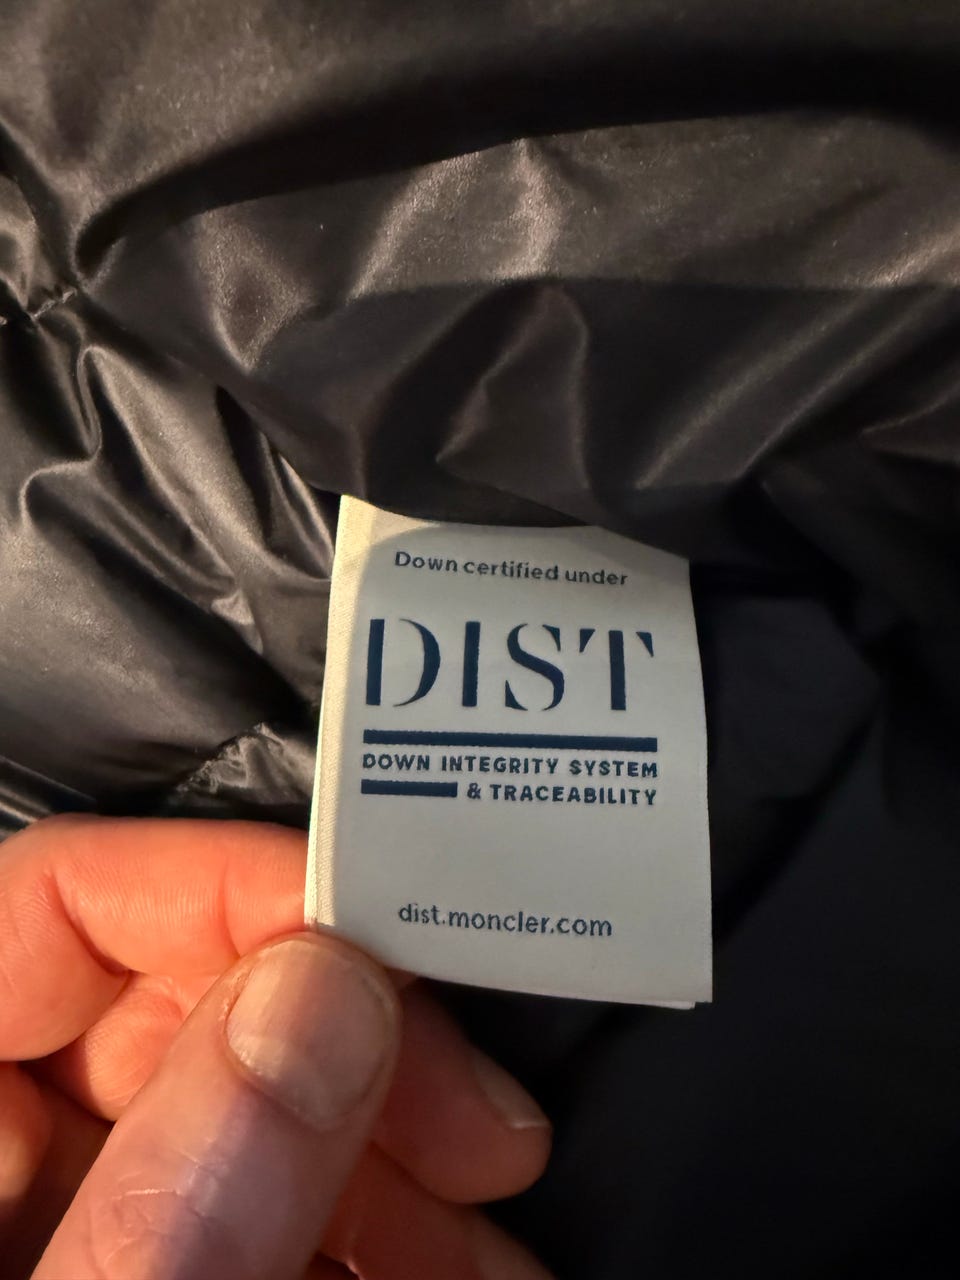 Down certified under
DIST
DOWN INTEGRITY SYSTEM
& TRACEABILITY
dist.moncler.com